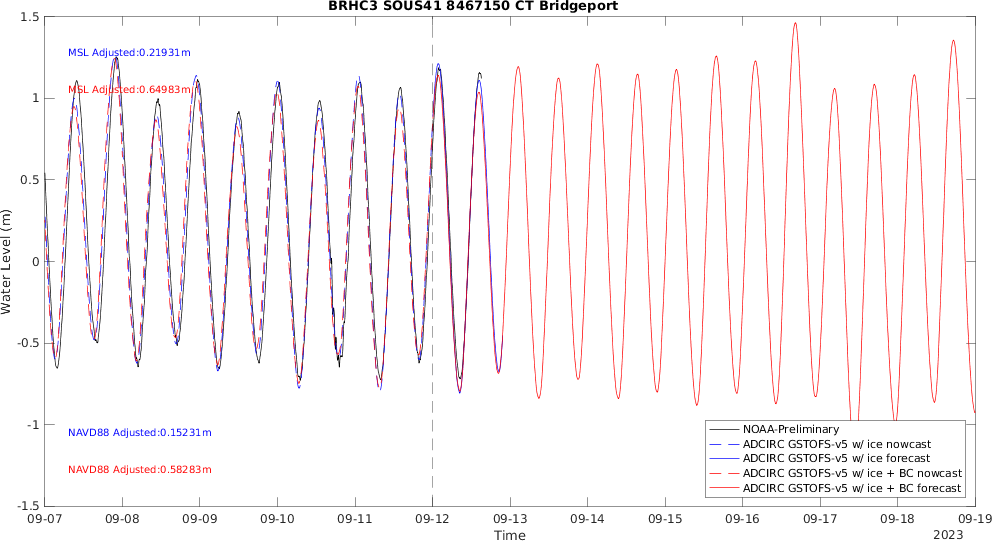 BRHC3 SOUS41 8467150 CT Bridgeport
1.5
1
0.5
0
-0.5
-1
-1.5
Water Level (m)
MSL Adjusted:0.21931m
MSL Adjusted:0.64983m
NAVD88 Adjusted:0.15231m
NAVD88 Adjusted:0.58283m
NOAA-Preliminary
ADCIRC GSTOFS-v5 w/ ice nowcast
ADCIRC GSTOFS-v5 w/ ice forecast
ADCIRC GSTOFS-v5 w/ ice + BC nowcast
ADCIRC GSTOFS-v5 w/ ice + BC forecast
09-07 09-08 09-09 09-10 09-11 09-12 09-13 09-14 09-15 09-16 09-17 09-18 09-19
Time
2023